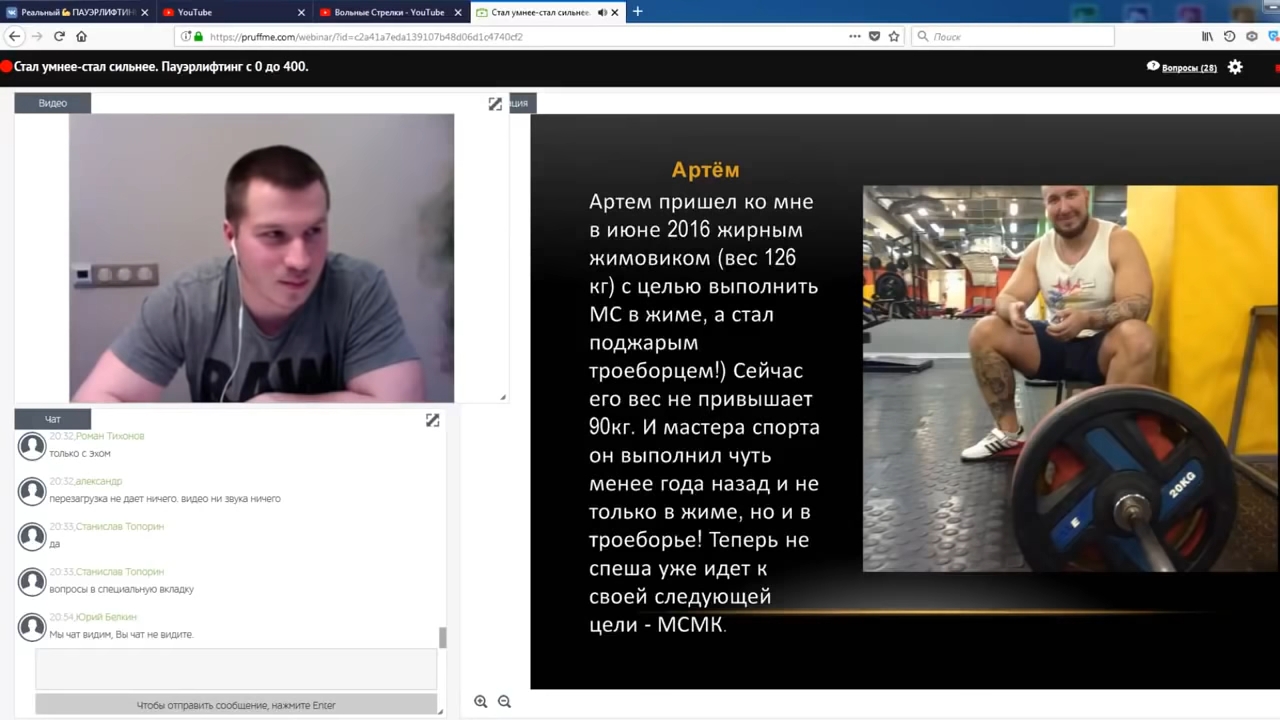 Реальный 💪 ПАУЭРЛИФТИНГ
YouTube
Вольные Стрелки - YouTube
Стал умнее-стал сильнее.
https://pruffme.com/webinar/?id=c2a41a7eda139107b48d06d1c4740cf2
Поиск
Стал умнее-стал сильнее. Пауэрлифтинг с 0 до 400.
Вопросы (28)
Видео
ция
RAW
Артём
Артем пришел ко мне
в июне 2016 жирным
жимовиком (вес 126
кг) с целью выполнить
МС в жиме, а стал
поджарым
троеборцем!) Сейчас
его вес не привышает
90кг. И мастера спорта
он выполнил чуть
менее года назад и не
только в жиме, но и в
троеборье! Теперь не
спеша уже идет к
своей следующей
цели - МСМК.
20KG
Чат
20:32,Роман Тихонов
только с эхом
20:32,александр
перезагрузка не дает ничего. видео ни звука ничего
20:33,Станислав Топорин
да
20:33,Станислав Топорин
вопросы в специальную вкладку
20:54,Юрий Белкин
Мы чат видим, Вы чат не видите.
Чтобы отправить сообщение, нажмите Enter